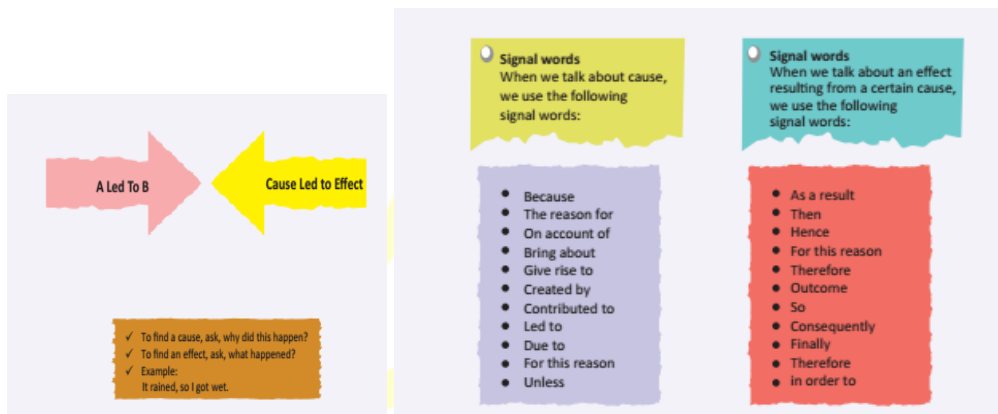 A Led To B
Cause Led to Effect
✓ To find a cause, ask, why did this happen?
✓ To find an effect, ask, what happened?
✓ Example:
It rained, so I got wet.
Signal words
When we talk about cause,
we use the following
signal words:
• Because
• The reason for
• On account of
• Bring about
• Give rise to
• Created by
• Contributed to
• Led to
• Due to
• For this reason
• Unless
Signal words
When we talk about an effect
resulting from a certain cause,
we use the following
signal words:
• As a result
• Then
• Hence
• For this reason
• Therefore
• Outcome
• So
• Consequently
• Finally
• Therefore
• in order to